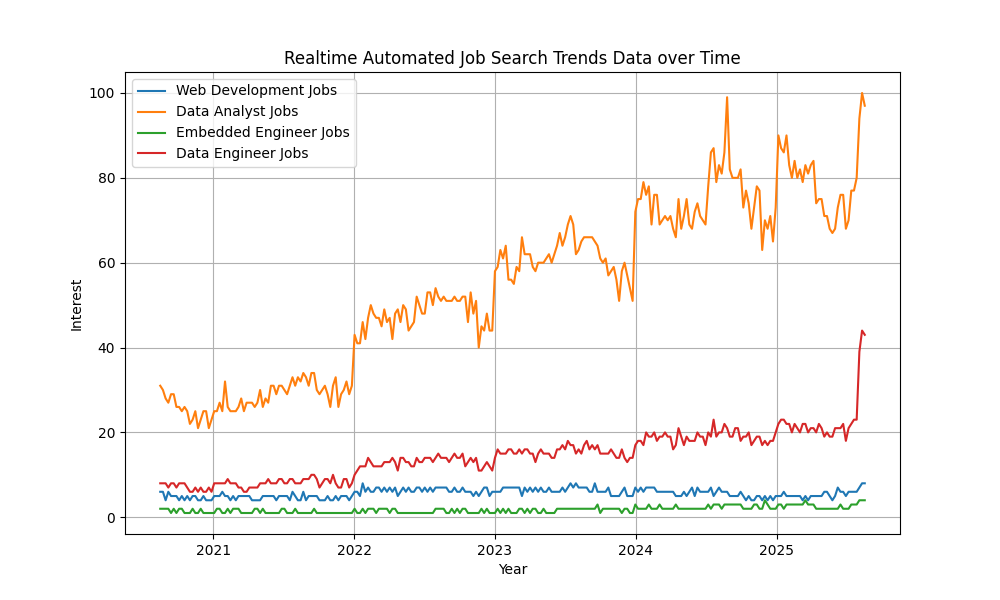 Realtime Automated Job Search Trends Data over Time
Web Development Jobs
Data Analyst Jobs
Embedded Engineer Jobs
Data Engineer Jobs
100
80
60
40
20
0
Interest
2021 2022 2023 2024 2025
Year